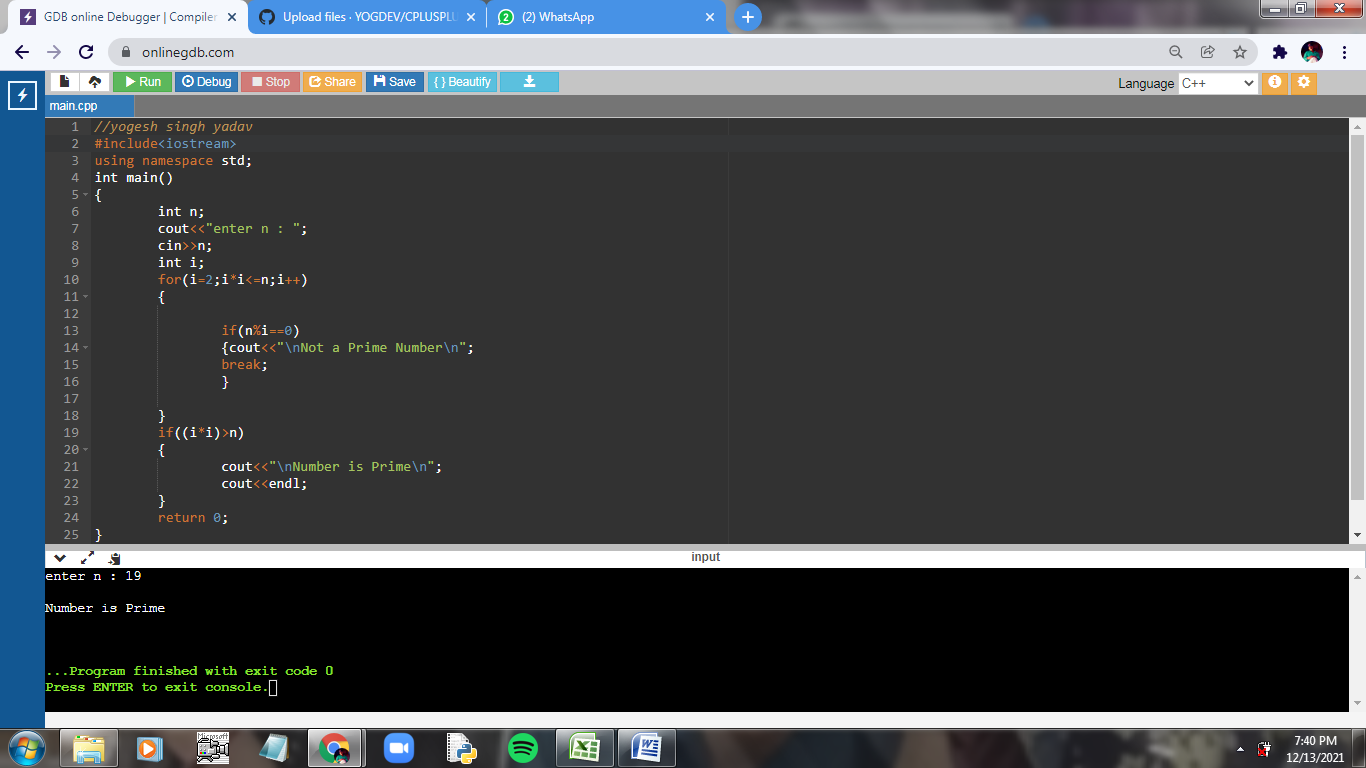 GDB online Debugger | Compiler
Upload files · YOGDEV/CPLUSPLU
2 (2) WhatsApp
onlinegdb.com
Run Debug Stop Share Save { } Beautify
Language C++
main.cpp
1 //yogesh singh yadav
2 #include<iostream>
3 using namespace std;
4 int main()
5 {
6 int n;
7 cout<<"enter n : ";
8 cin>>n;
9 int i;
10 for(i=2;i*i<=n;i++)
11 {
12
13 if(n%i==0)
14 {cout<<"\nNot a Prime Number\n";
15 break;
16 }
17
18 }
19 if((i*i)>n)
20 {
21 cout<<"\nNumber is Prime\n";
22 cout<<endl;
23 }
24 return 0;
25 }
input
enter n : 19
Number is Prime
...Program finished with exit code 0
Press ENTER to exit console.
Microsoft
7:40 PM
12/13/2021